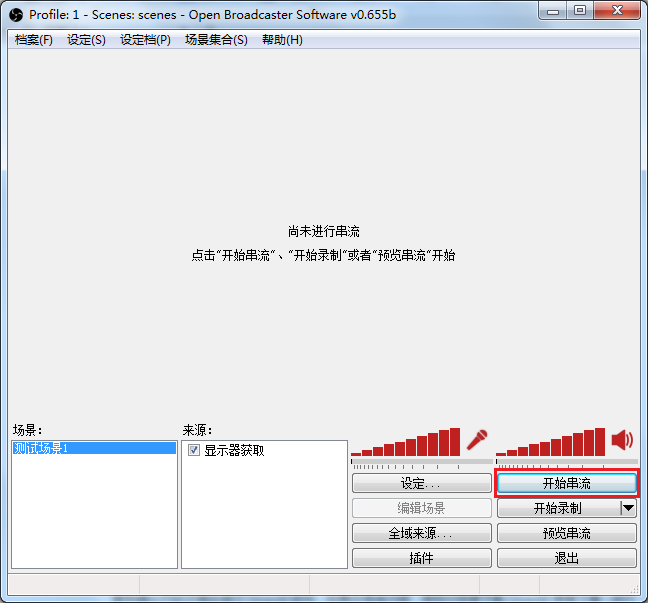 Profile: 1 - Scenes: scenes - Open Broadcaster Software v0.655b
档案(F) 设定(S) 设定档(P) 场景集合(S) 帮助(H)
尚未进行串流
点击"开始串流"、"开始录制"或者"预览串流"开始
场景: 来源:
测试场景1
显示器获取
设定... 开始串流
编辑场景 开始录制
全域来源... 预览串流
插件 退出